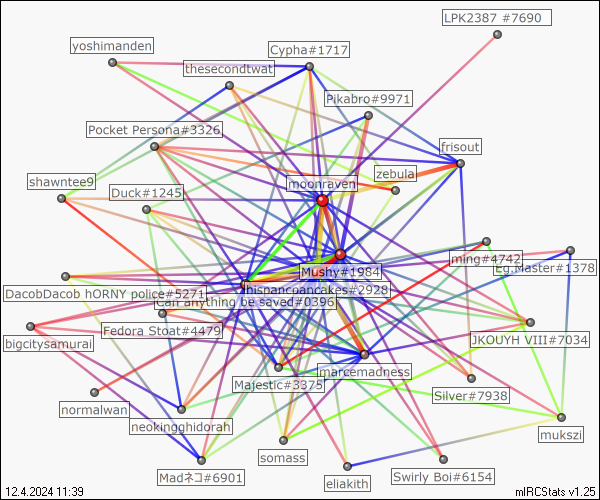 LPK2387 #7690
yoshimanden
Cypha#1717
thesecondtwat
Pikabro#9971
Pocket Persona#3326
frisout
zebula
shawntee9
moonraven
Duck#1245
ming#4742
Eg.Master#1378
Mushy#1984
DacobDacob hORNY police#5271
hispancoancakes#2928
Can anything be saved#0396
Fedora Stoat#4479
bigcitysamurai
JKOUYH VIII#7034
marcemadness
Majestic#3375
Silver#7938
normalwan
neokingghidorah
mukszi
somass
Madネコ#6901
eliakith
Swirly Boi#6154
12.4.2024 11:39
mIRCStats v1.25